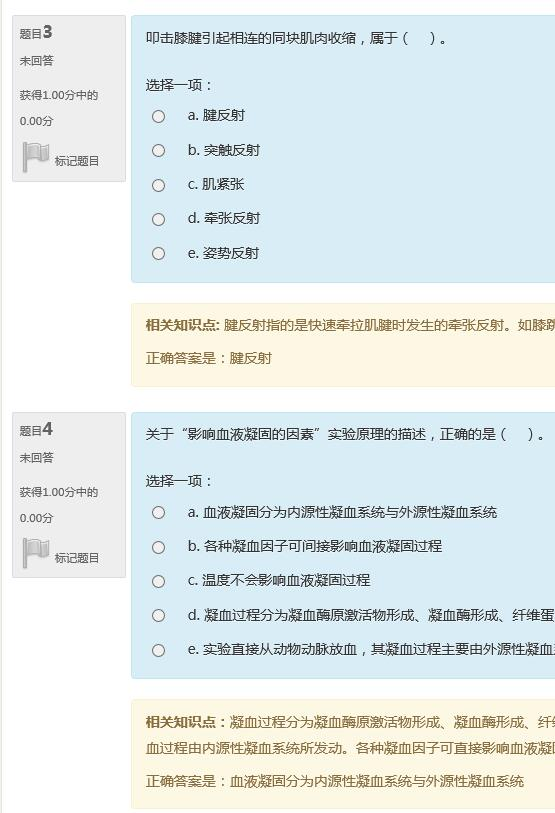 题目3
未回答
获得1.00分中的
0.00分
标记题目
叩击膝腱引起相连的同块肌肉收缩，属于（ ）。
选择一项：
a. 腱反射
b. 突触反射
c. 肌紧张
d. 牵张反射
e. 姿势反射
相关知识点: 腱反射指的是快速牵拉肌腱时发生的牵张反射。如膝跳
正确答案是：腱反射
题目4
未回答
获得1.00分中的
0.00分
标记题目
关于“影响血液凝固的因素”实验原理的描述，正确的是（ ）。
选择一项：
a. 血液凝固分为内源性凝血系统与外源性凝血系统
b. 各种凝血因子可间接影响血液凝固过程
c. 温度不会影响血液凝固过程
d. 凝血过程分为凝血酶原激活物形成、凝血酶形成、纤维蛋
e. 实验直接从动物动脉放血，其凝血过程主要由外源性凝血
相关知识点：凝血过程分为凝血酶原激活物形成、凝血酶形成、纤
血过程由内源性凝血系统所发动。各种凝血因子可直接影响血液凝
正确答案是：血液凝固分为内源性凝血系统与外源性凝血系统